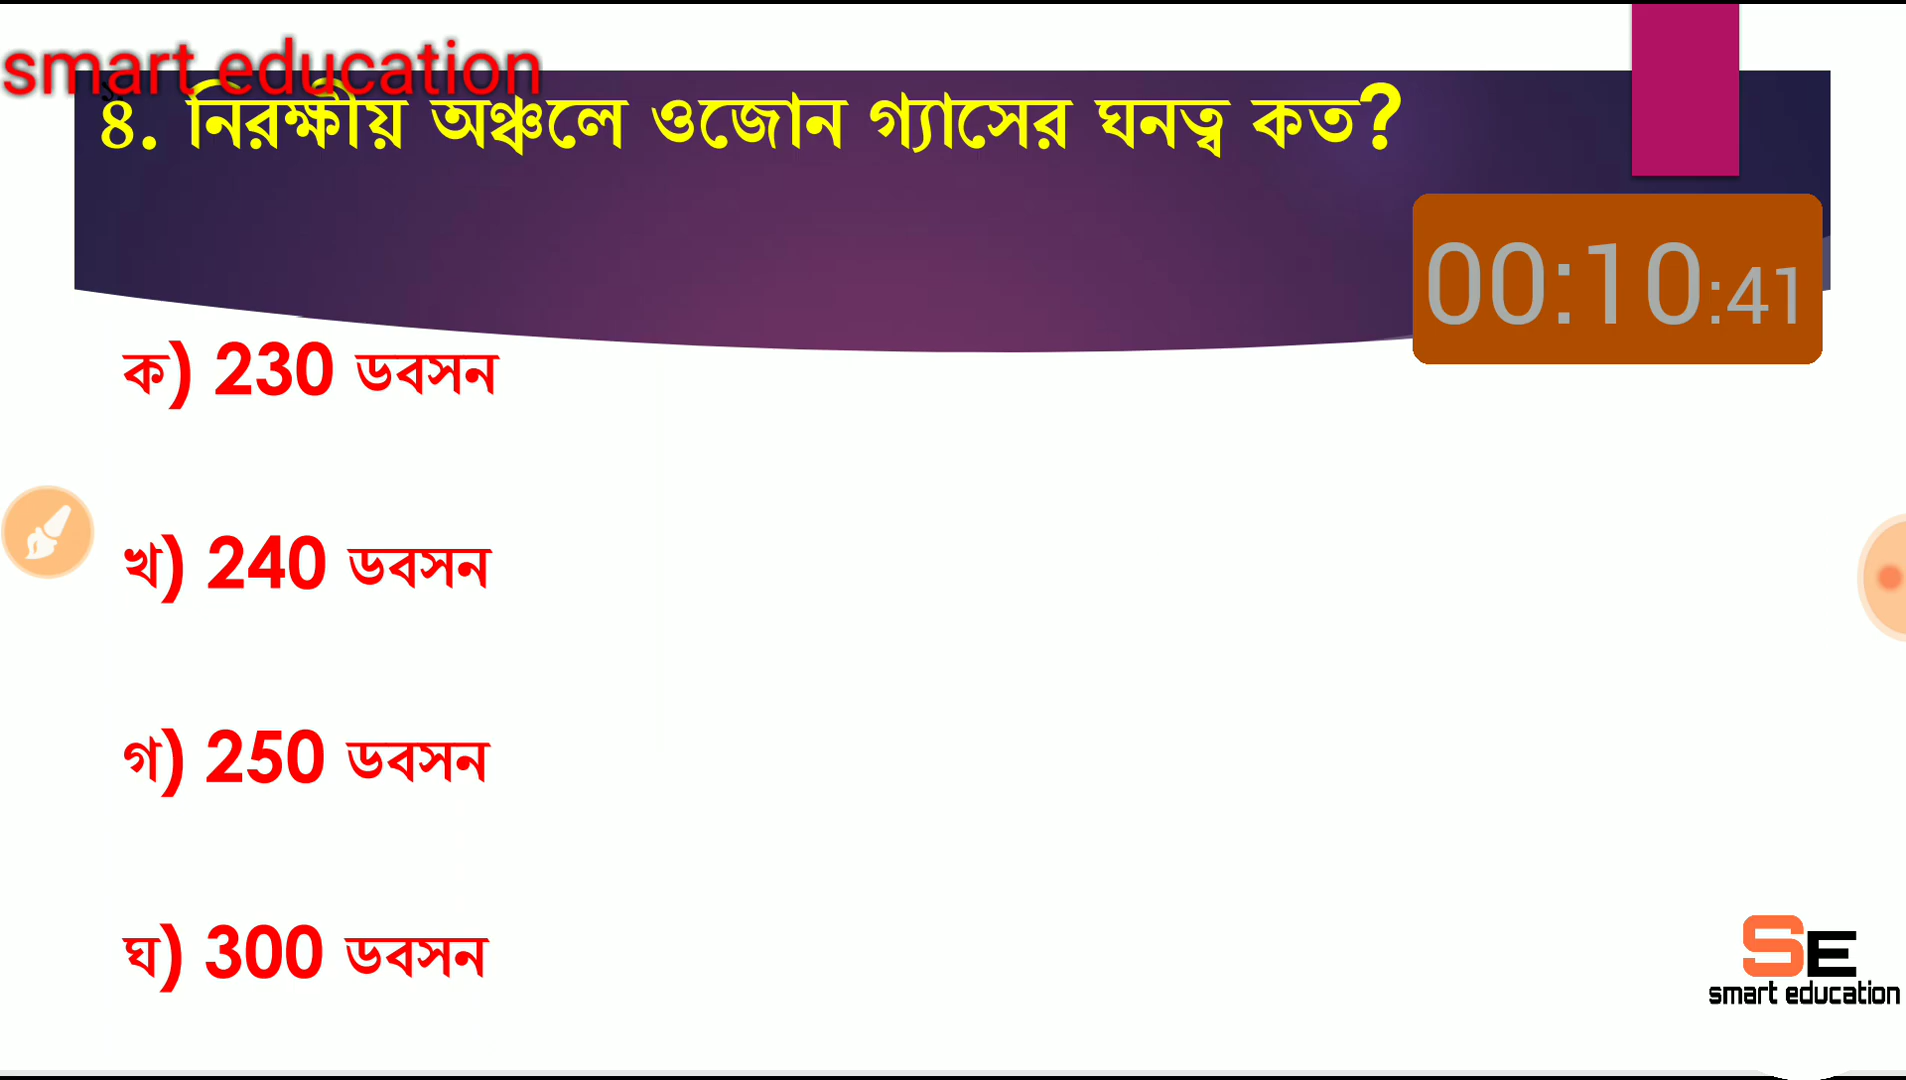 smart education
৪. নিরক্ষীয় অঞ্চলে ওজোন গ্যাসের ঘনত্ব কত?
00:10:41
ক) 230 ডবসন
খ) 240 ডবসন
গ) 250 ডবসন
ঘ) 300 ডবসন
SE
smart education